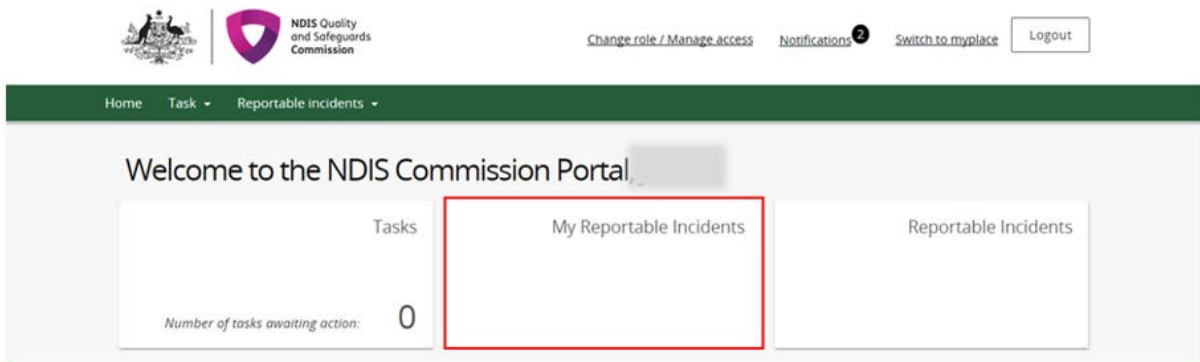 NDIS Quality
and Safeguards
Commission
Change role / Manage access Notifications 2 Switch to myplace Logout
Home Task Reportable incidents
Welcome to the NDIS Commission Portal,
Tasks My Reportable Incidents Reportable Incidents
Number of tasks awaiting action: 0